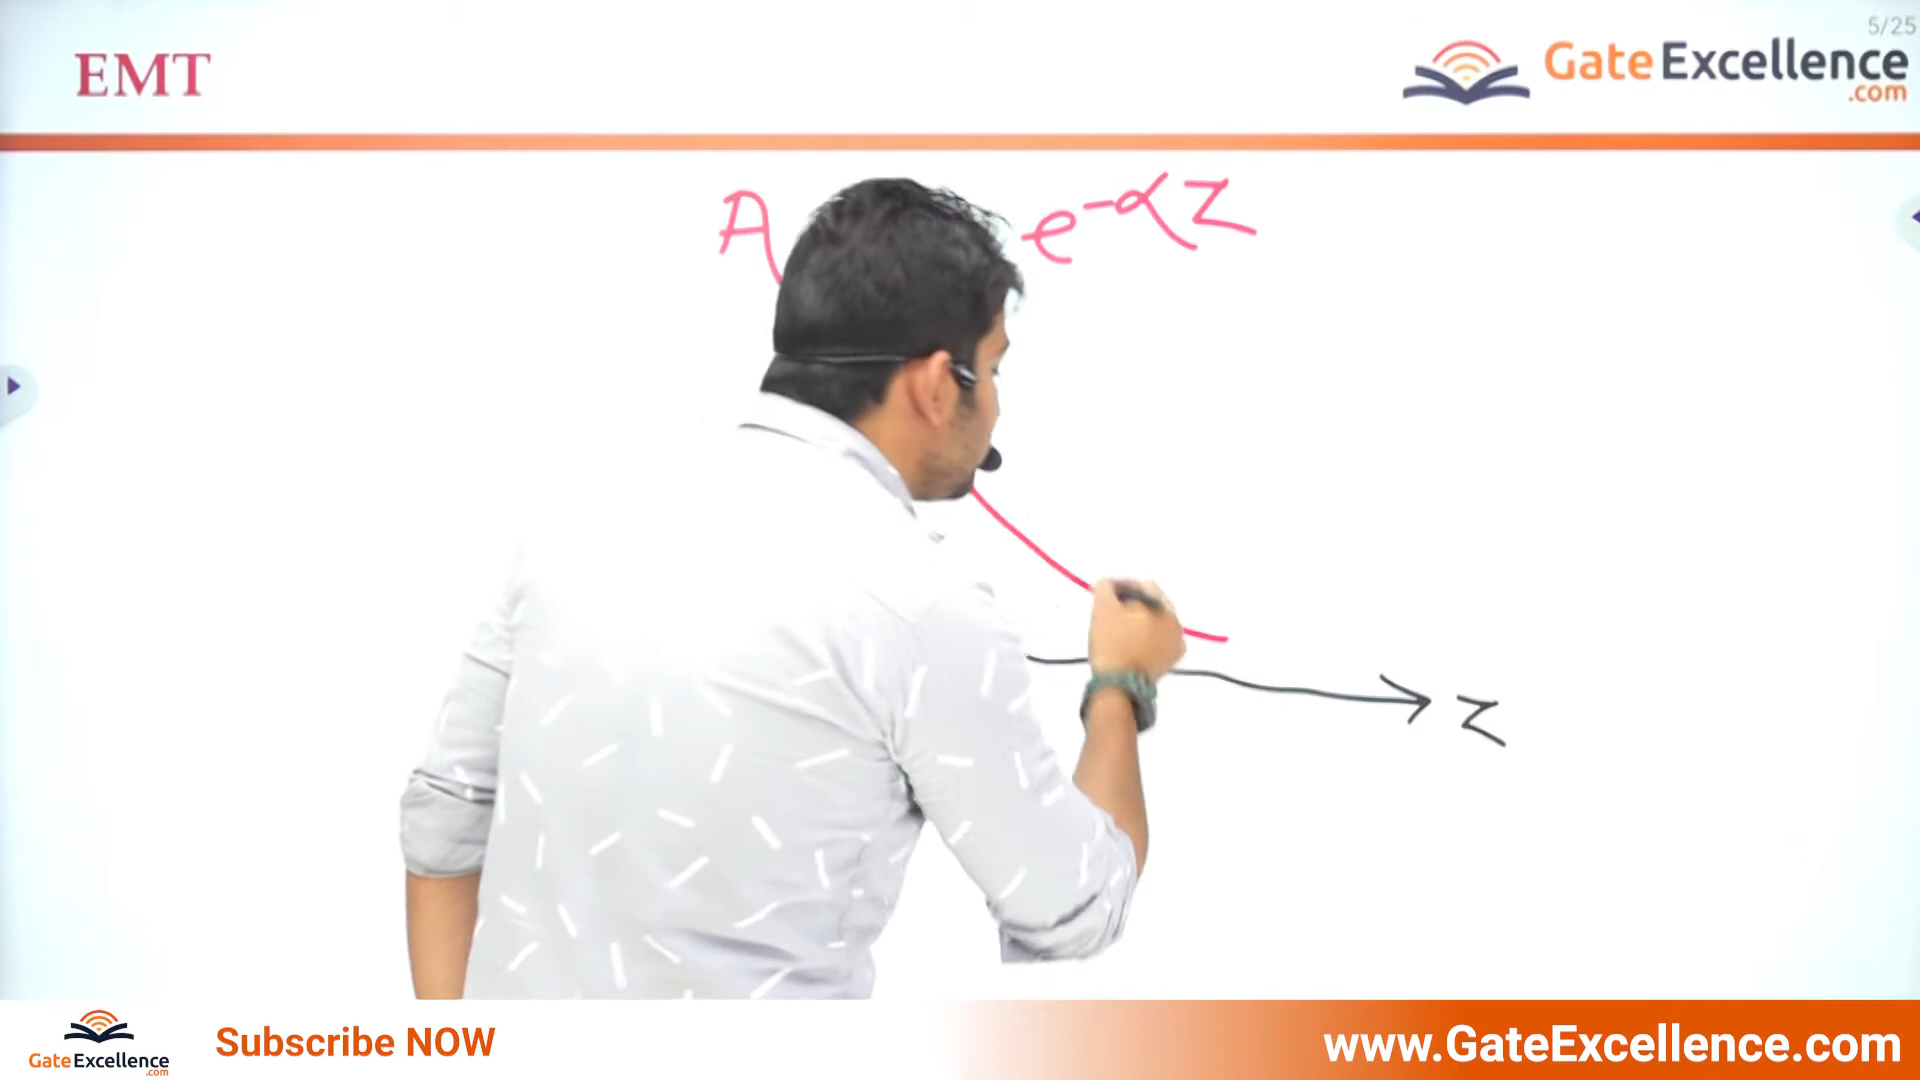 5/25
EMT
GateExcellence
.com
A e^-αz
z
GateExcellence
.com
Subscribe NOW
www.GateExcellence.com